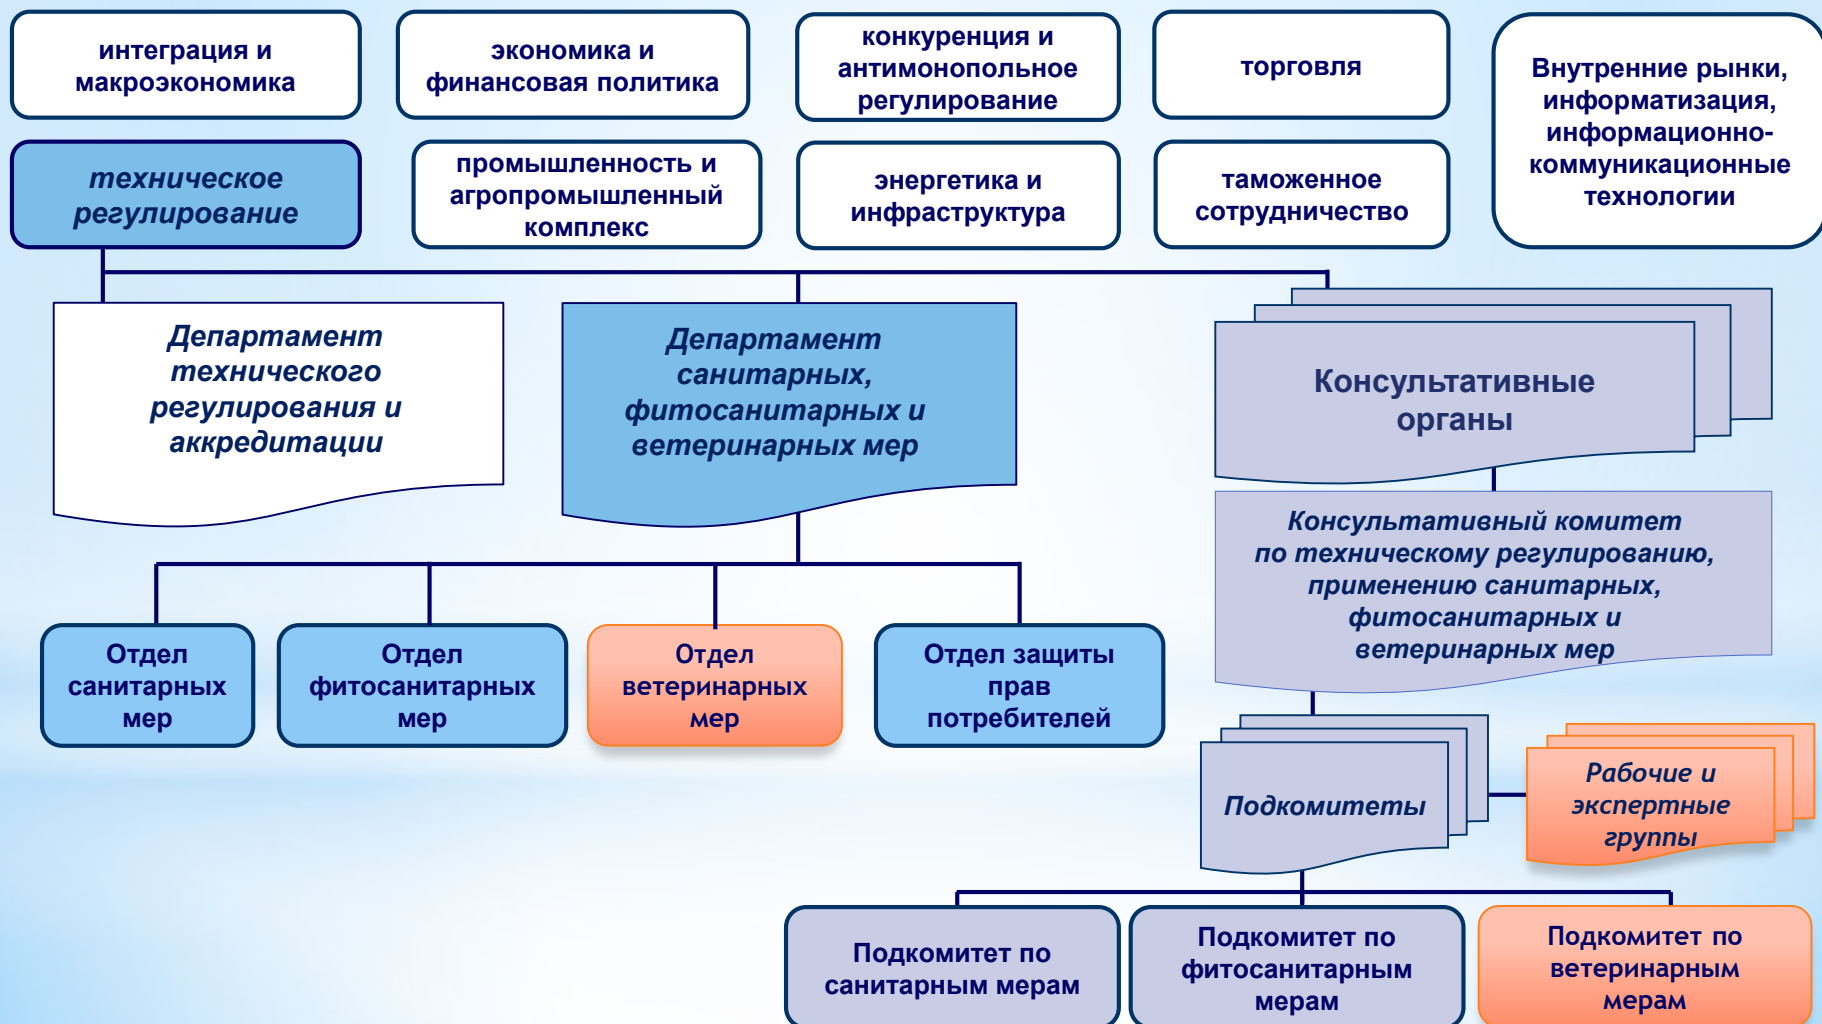 интеграция и
макроэкономика
экономика и
финансовая политика
конкуренция и
антимонопольное
регулирование
торговля
Внутренние рынки,
информатизация,
информационно-
коммуникационные
технологии
техническое
регулирование
промышленность и
агропромышленный
комплекс
энергетика и
инфраструктура
таможенное
сотрудничество
Департамент
технического
регулирования и
аккредитации
Департамент
санитарных,
фитосанитарных и
ветеринарных мер
Консультативные
органы
Консультативный комитет
по техническому регулированию,
применению санитарных,
фитосанитарных и
ветеринарных мер
Отдел
санитарных
мер
Отдел
фитосанитарных
мер
Отдел
ветеринарных
мер
Отдел защиты
прав
потребителей
Подкомитеты
Рабочие и
экспертные
группы
Подкомитет по
санитарным мерам
Подкомитет по
фитосанитарным
мерам
Подкомитет по
ветеринарным
мерам